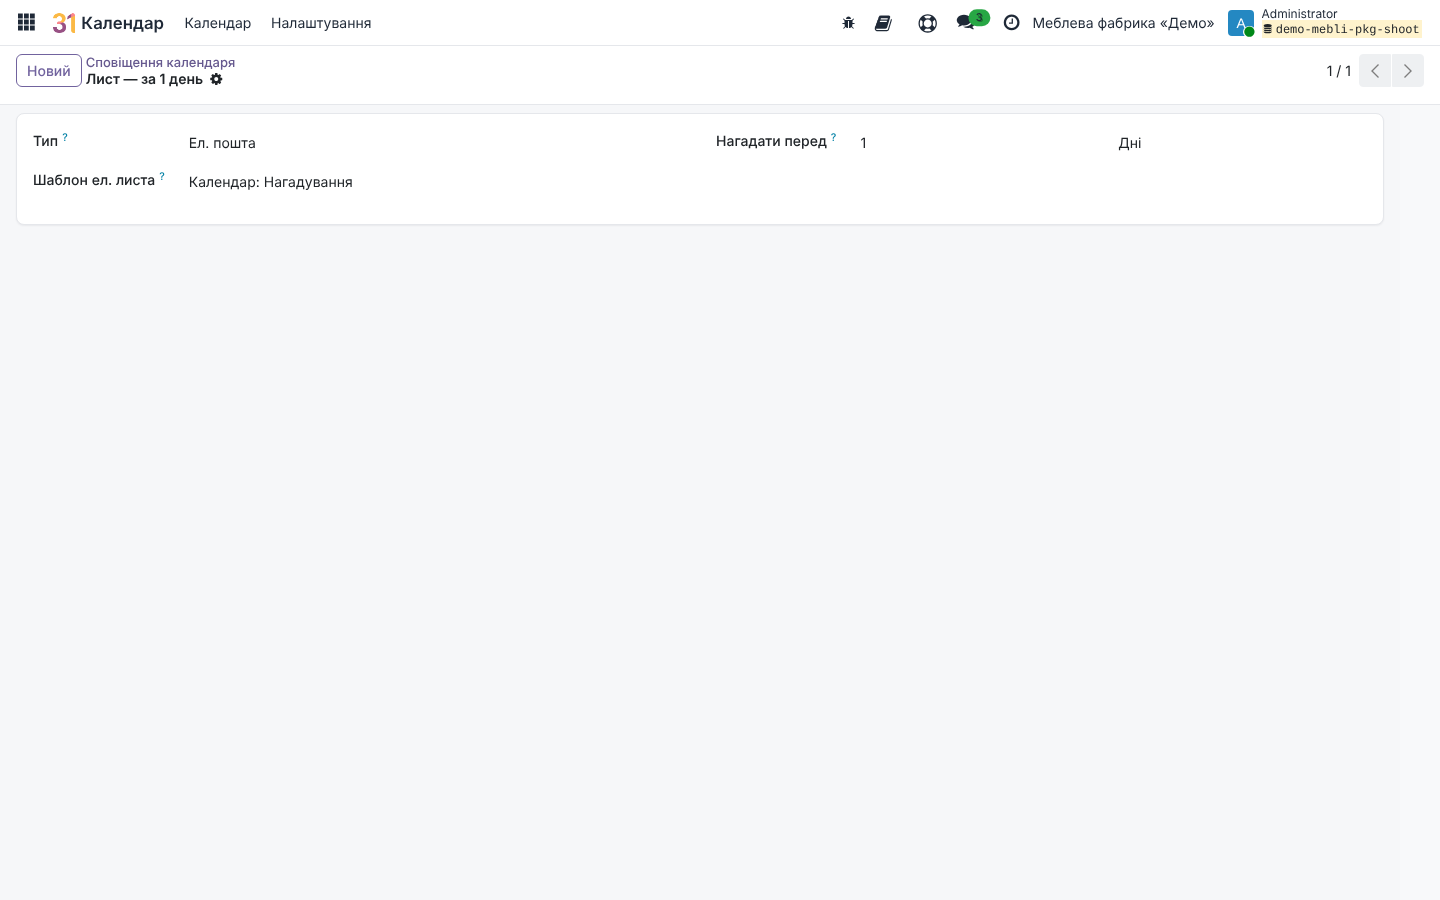 31 Календар Календар Налаштування 3 Меблева фабрика «Демо» A Administrator
demo-mebli-pkg-shoot
Новий Сповіщення календаря
Лист — за 1 день
1 / 1
Тип ? Ел. пошта Нагадати перед ? 1 Дні
Шаблон ел. листа ? Календар: Нагадування